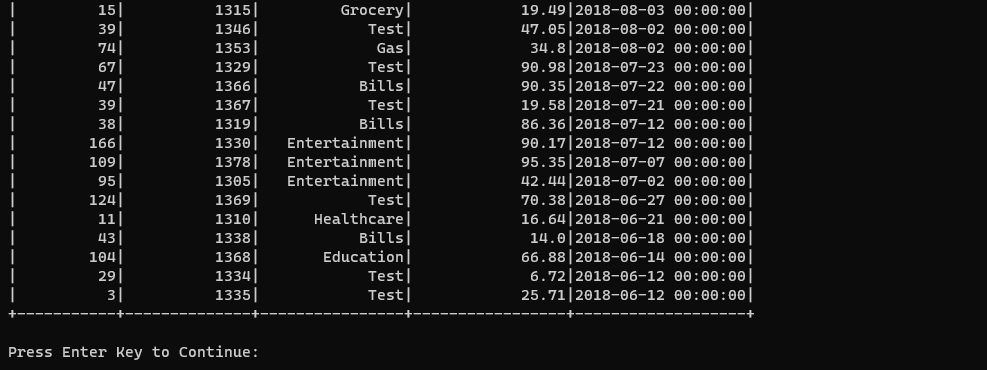 |         15|          1315|         Grocery|            19.49|2018-08-03 00:00:00|
|         39|          1346|            Test|            47.05|2018-08-02 00:00:00|
|         74|          1353|             Gas|             34.8|2018-08-02 00:00:00|
|         67|          1329|            Test|            90.98|2018-07-23 00:00:00|
|         47|          1366|           Bills|            90.35|2018-07-22 00:00:00|
|         39|          1367|            Test|            19.58|2018-07-21 00:00:00|
|         38|          1319|           Bills|            86.36|2018-07-12 00:00:00|
|        166|          1330|   Entertainment|            90.17|2018-07-12 00:00:00|
|        109|          1378|   Entertainment|            95.35|2018-07-07 00:00:00|
|         95|          1305|   Entertainment|            42.44|2018-07-02 00:00:00|
|        124|          1369|            Test|            70.38|2018-06-27 00:00:00|
|         11|          1310|      Healthcare|            16.64|2018-06-21 00:00:00|
|         43|          1338|           Bills|             14.0|2018-06-18 00:00:00|
|        104|          1368|       Education|            66.88|2018-06-14 00:00:00|
|         29|          1334|            Test|             6.72|2018-06-12 00:00:00|
|          3|          1335|            Test|            25.71|2018-06-12 00:00:00|
+-----------+--------------+----------------+-----------------+-------------------+
Press Enter Key to Continue: